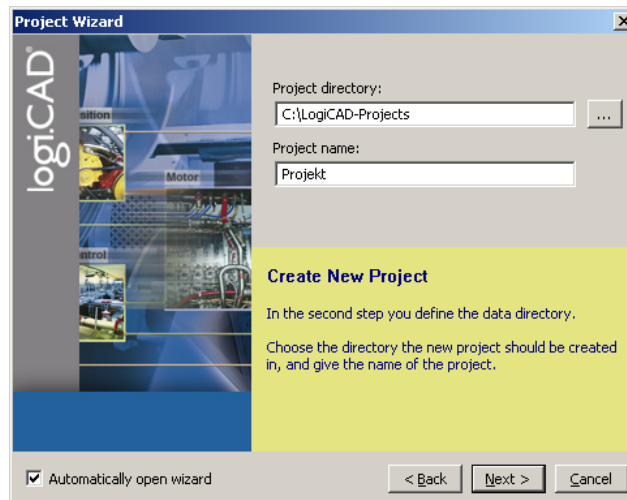 Project Wizard
logi.CAD
sition
Motor
ntrol
Project directory:
C:\LogiCAD-Projects
...
Project name:
Projekt
Create New Project
In the second step you define the data directory.
Choose the directory the new project should be created
in, and give the name of the project.
Automatically open wizard
< Back
Next >
Cancel